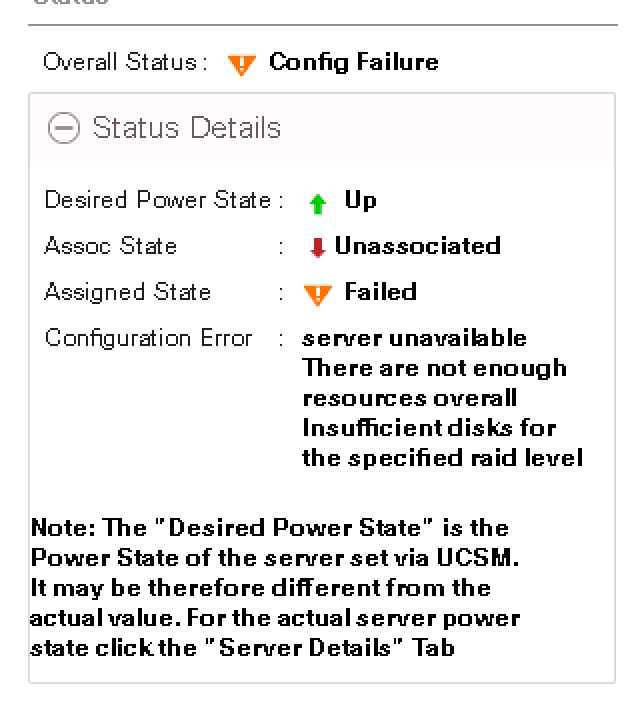 Overall Status : Config Failure
Status Details
Desired Power State : Up
Assoc State : Unassociated
Assigned State : Failed
Configuration Error : server unavailable
There are not enough
resources overall
Insufficient disks for
the specified raid level
Note: The "Desired Power State" is the
Power State of the server set via UCSM.
It may be therefore different from the
actual value. For the actual server power
state click the "Server Details" Tab